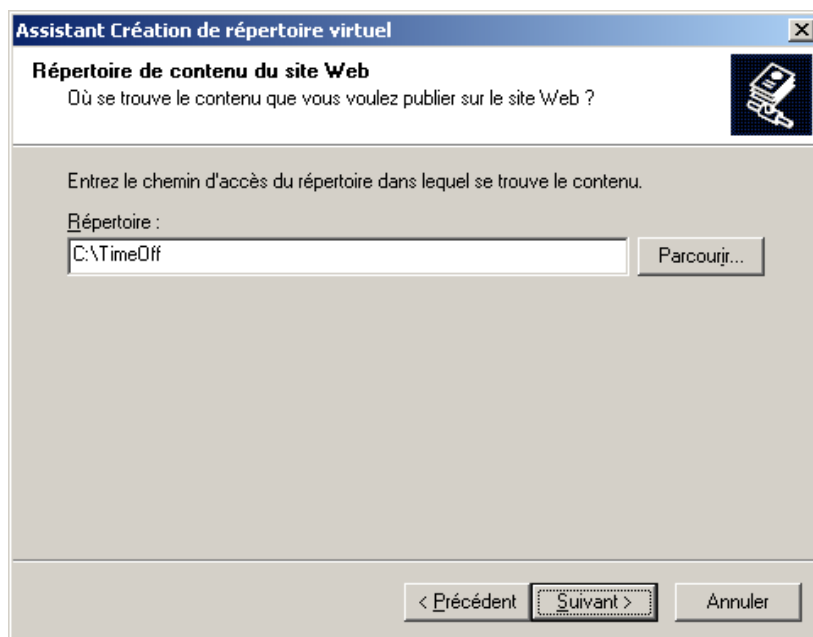 Assistant Création de répertoire virtuel
Répertoire de contenu du site Web
Où se trouve le contenu que vous voulez publier sur le site Web ?
Entrez le chemin d'accès du répertoire dans lequel se trouve le contenu.
Répertoire :
C:\TimeOff
Parcourir...
< Précédent
Suivant >
Annuler